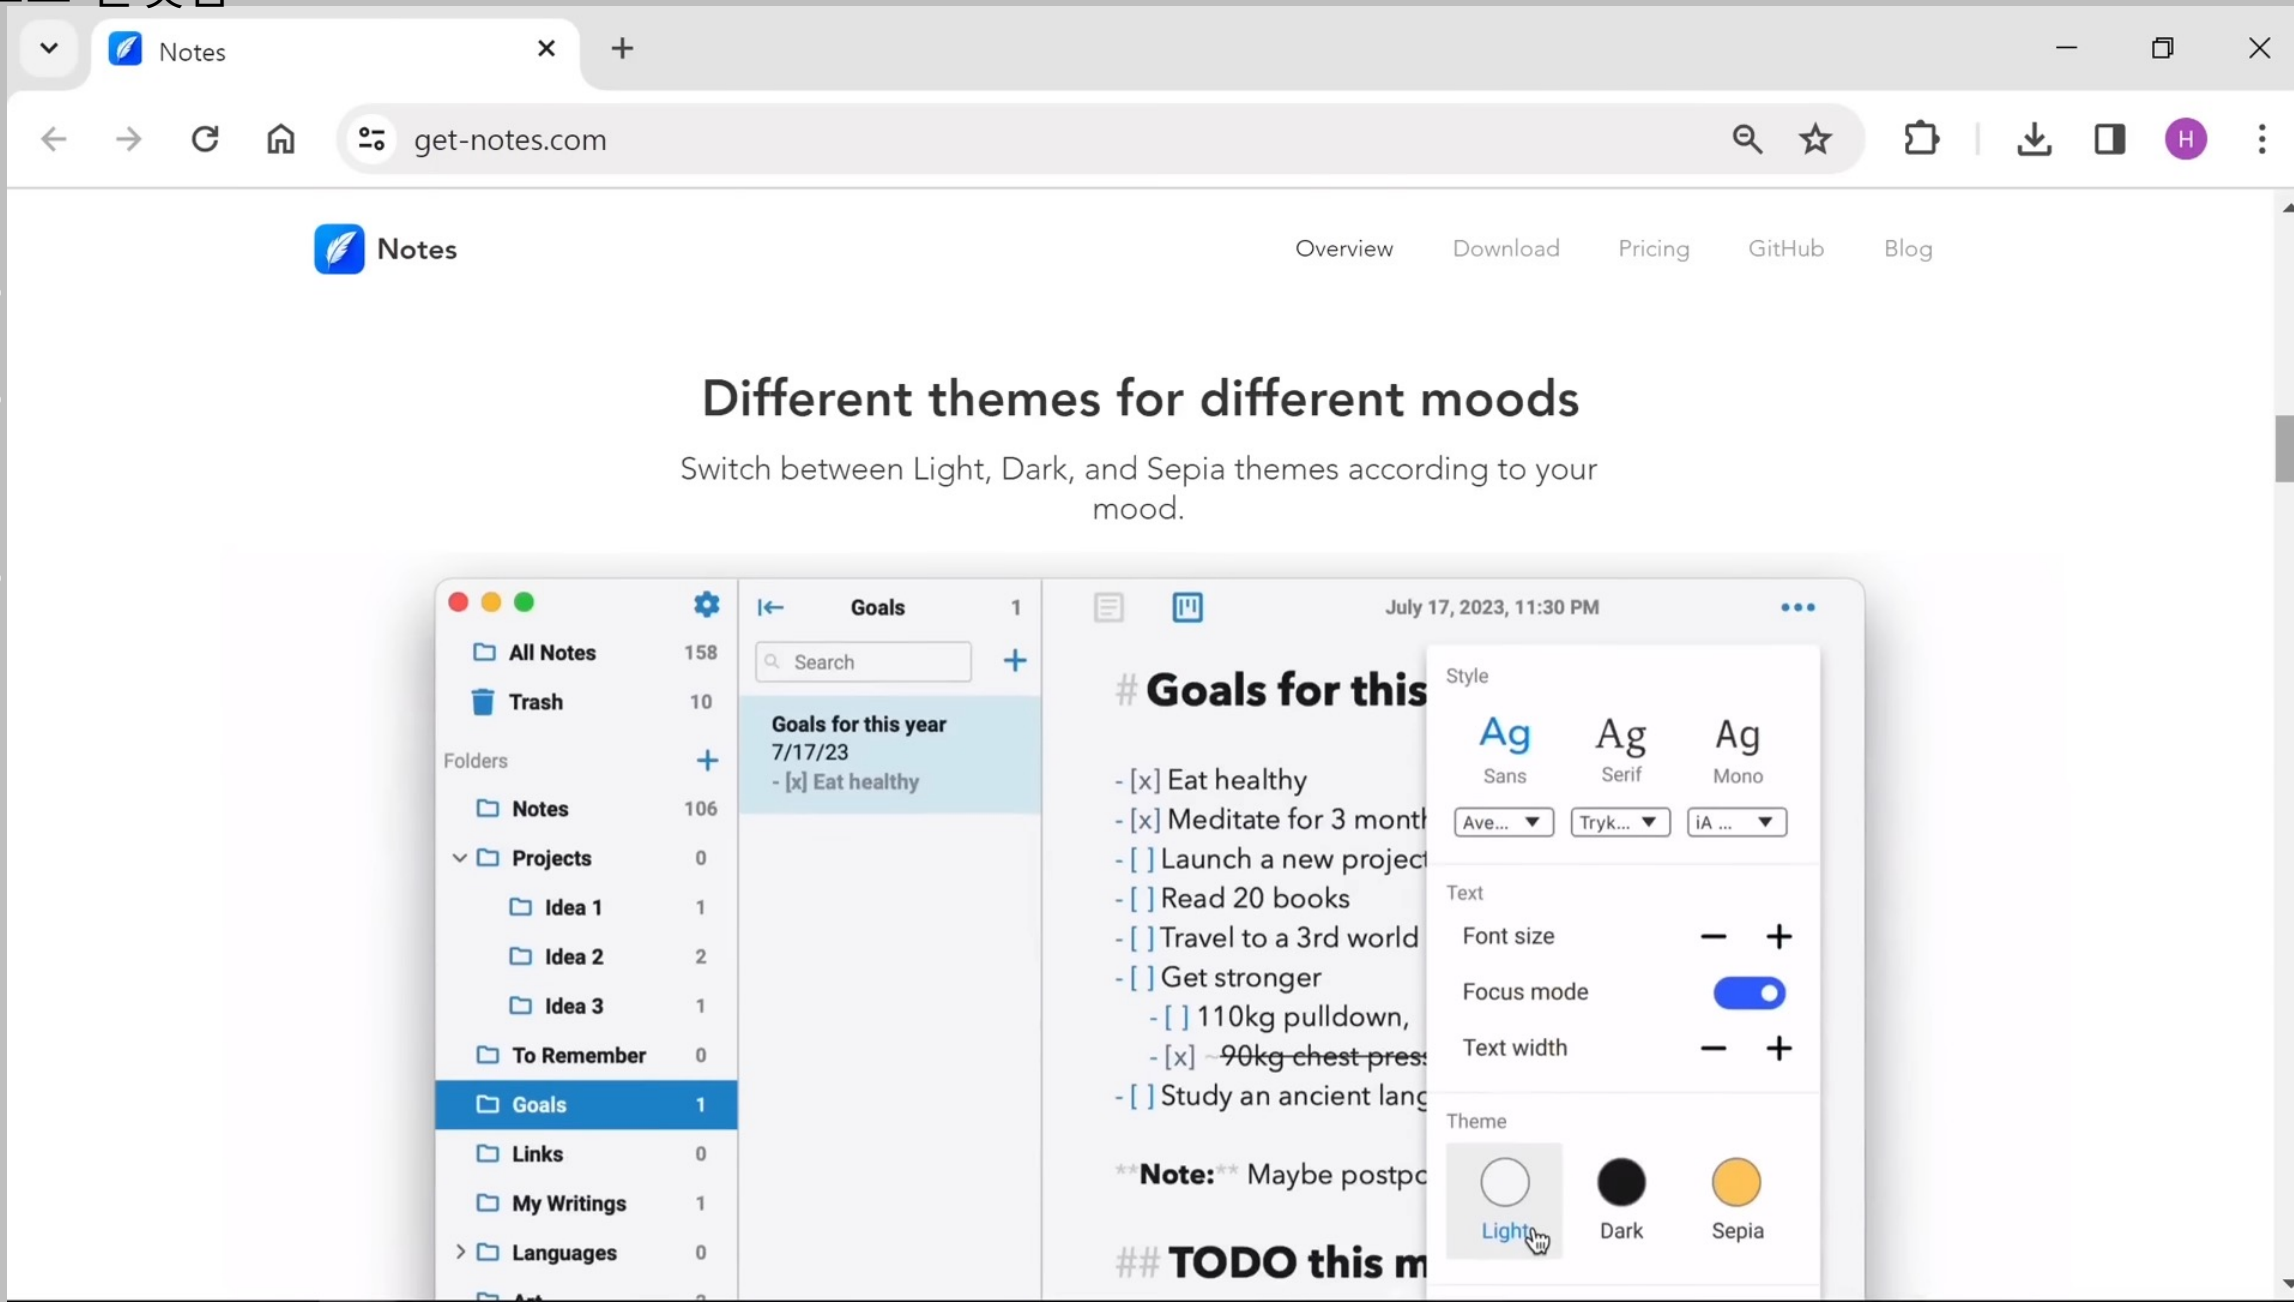 Notes
get-notes.com
H
Notes
Overview Download Pricing GitHub Blog
Different themes for different moods
Switch between Light, Dark, and Sepia themes according to your
mood.
All Notes 158
Trash 10
Folders
Notes 106
Projects 0
Idea 1 1
Idea 2 2
Idea 3 1
To Remember 0
Goals 1
Links 0
My Writings 1
Languages 0
Goals 1
Search
Goals for this year
7/17/23
- [x] Eat healthy
July 17, 2023, 11:30 PM
# Goals for this
- [x] Eat healthy
- [x] Meditate for 3 month
- [ ] Launch a new project
- [ ] Read 20 books
- [ ] Travel to a 3rd world
- [ ] Get stronger
- [ ] 110kg pulldown,
- [x] ~90kg chest press
- [ ] Study an ancient lang
**Note:** Maybe postpo
## TODO this m
Style
Ag Ag Ag
Sans Serif Mono
Ave... Tryk... iA ...
Text
Font size
Focus mode
Text width
Theme
Light Dark Sepia